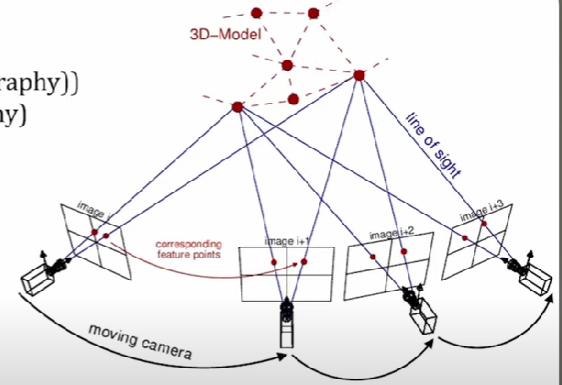 3D-Model
raphy))
hy)
line of sight
image i
image i+1
image i+2
image i+3
corresponding
feature points
moving camera